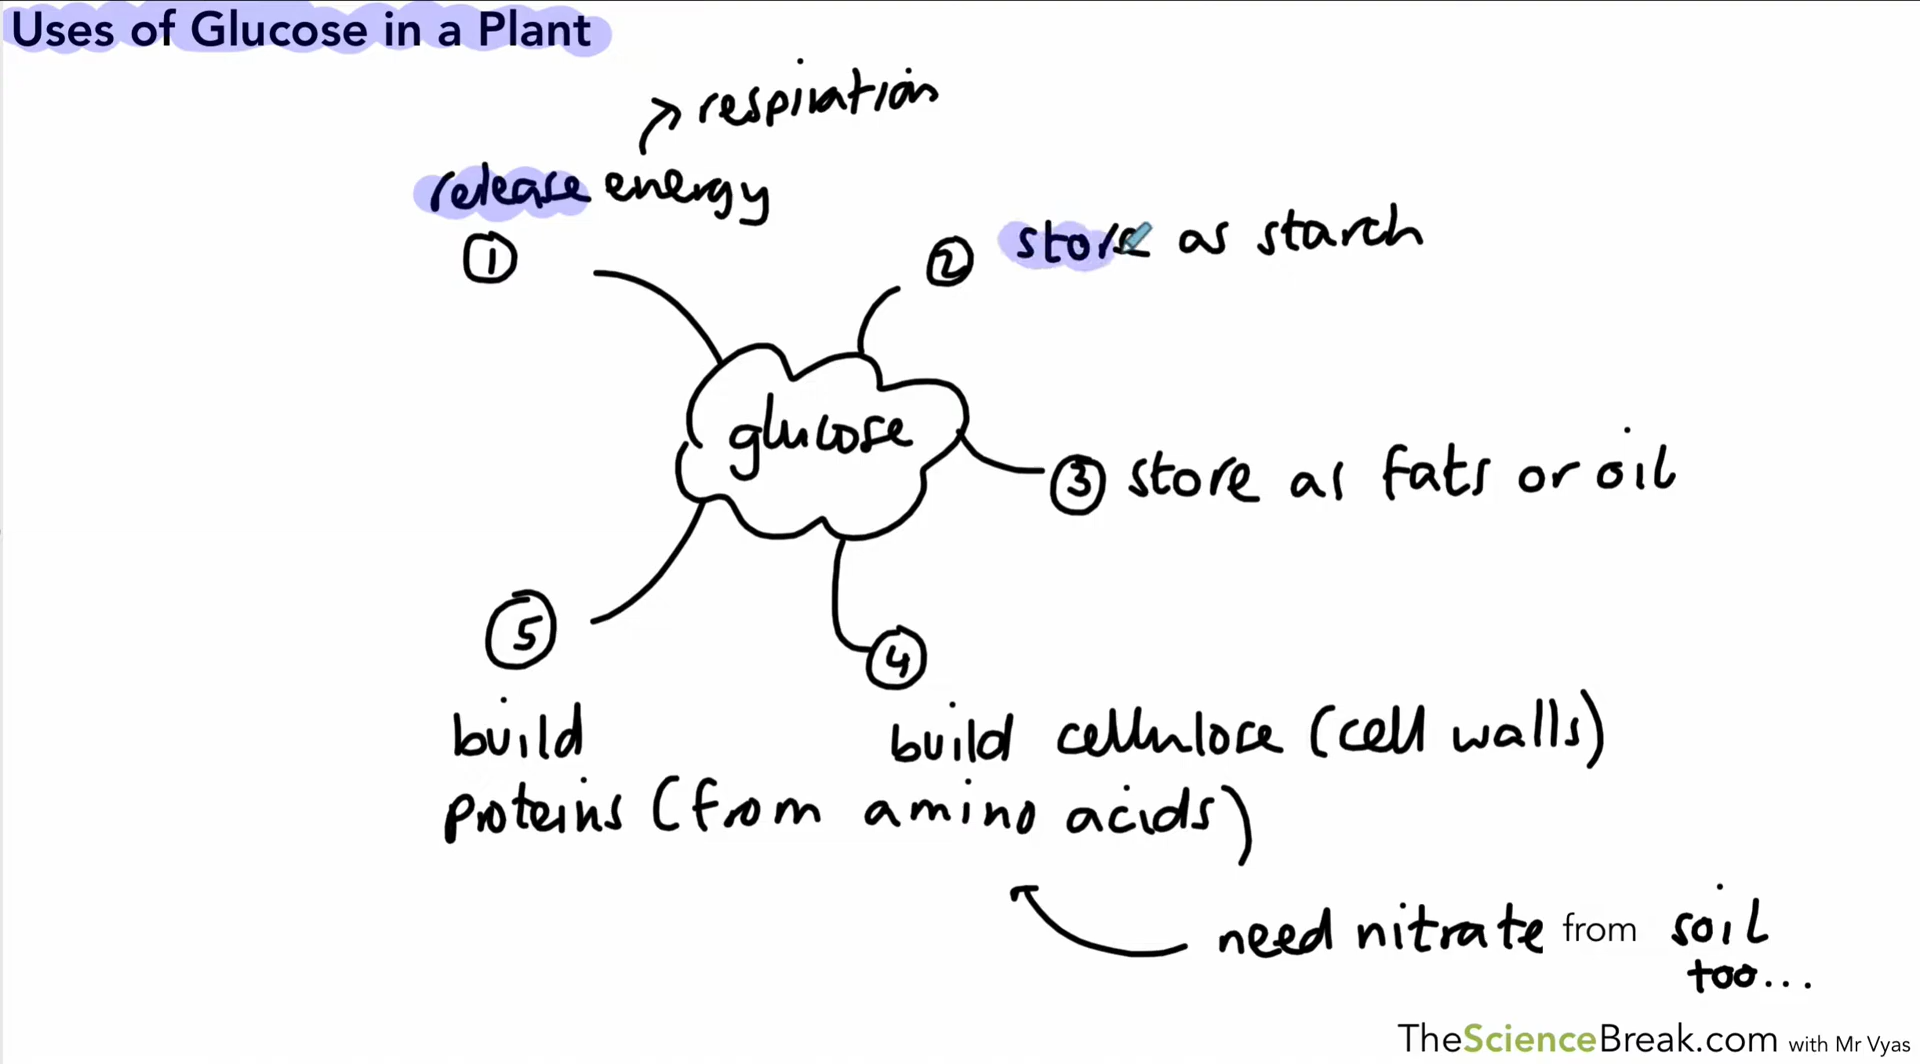 Uses of Glucose in a Plant
respiration
release energy
1
2 store as starch
glucose
3 store as fats or oil
5
4
build
proteins (from amino acids)
build cellulose (cell walls)
need nitrate from soil
too...
TheScienceBreak.com with Mr Vyas